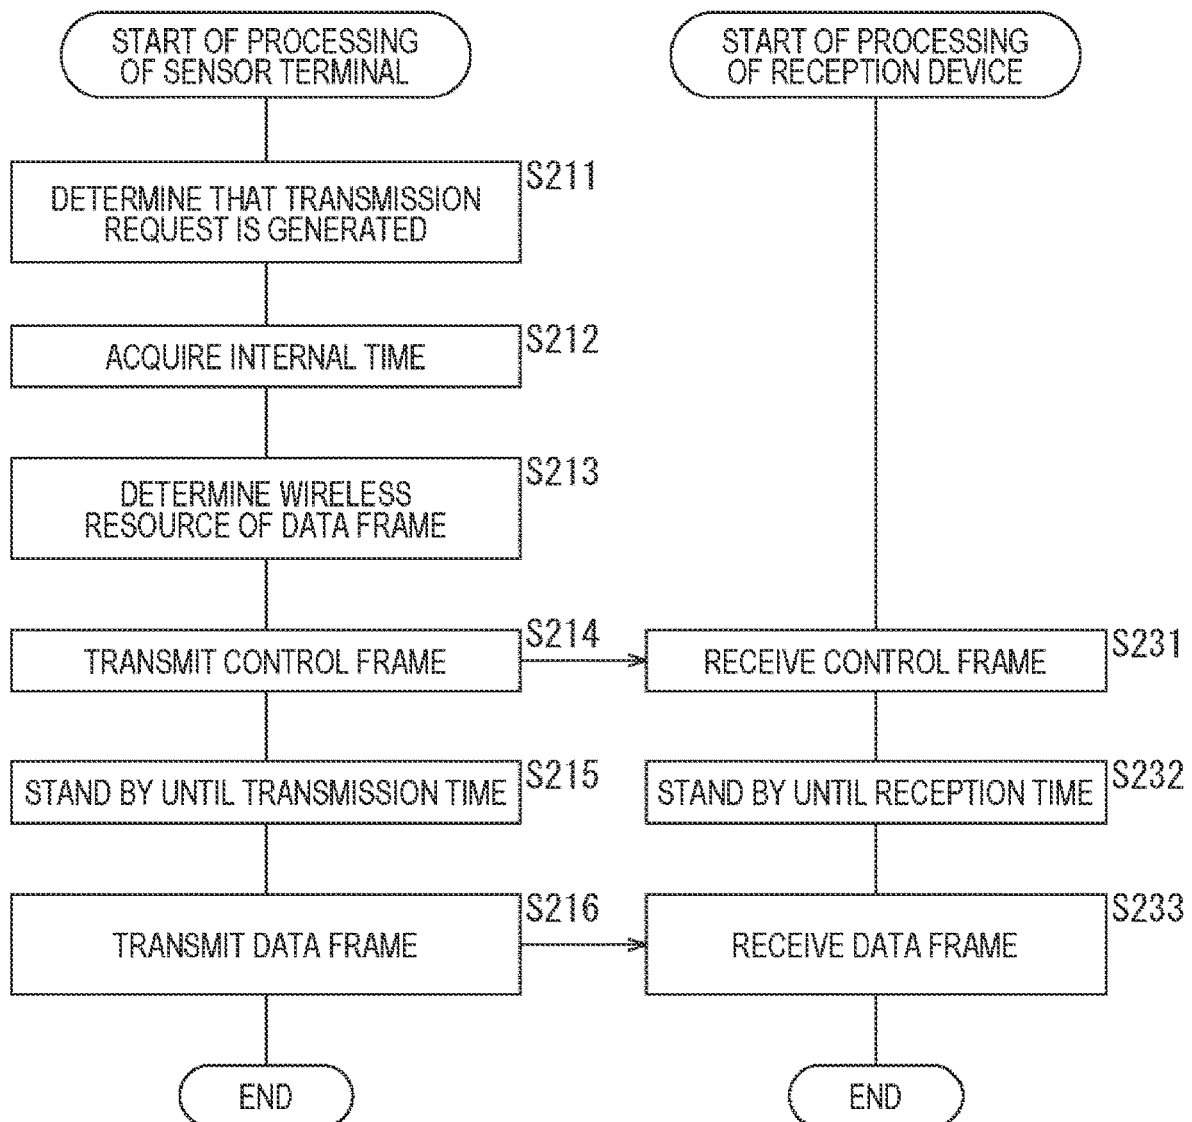 START OF PROCESSING
OF SENSOR TERMINAL
START OF PROCESSING
OF RECEPTION DEVICE
S211
DETERMINE THAT TRANSMISSION
REQUEST IS GENERATED
S212
ACQUIRE INTERNAL TIME
S213
DETERMINE WIRELESS
RESOURCE OF DATA FRAME
S214
TRANSMIT CONTROL FRAME
S231
RECEIVE CONTROL FRAME
S215
STAND BY UNTIL TRANSMISSION TIME
S232
STAND BY UNTIL RECEPTION TIME
S216
TRANSMIT DATA FRAME
S233
RECEIVE DATA FRAME
END
END